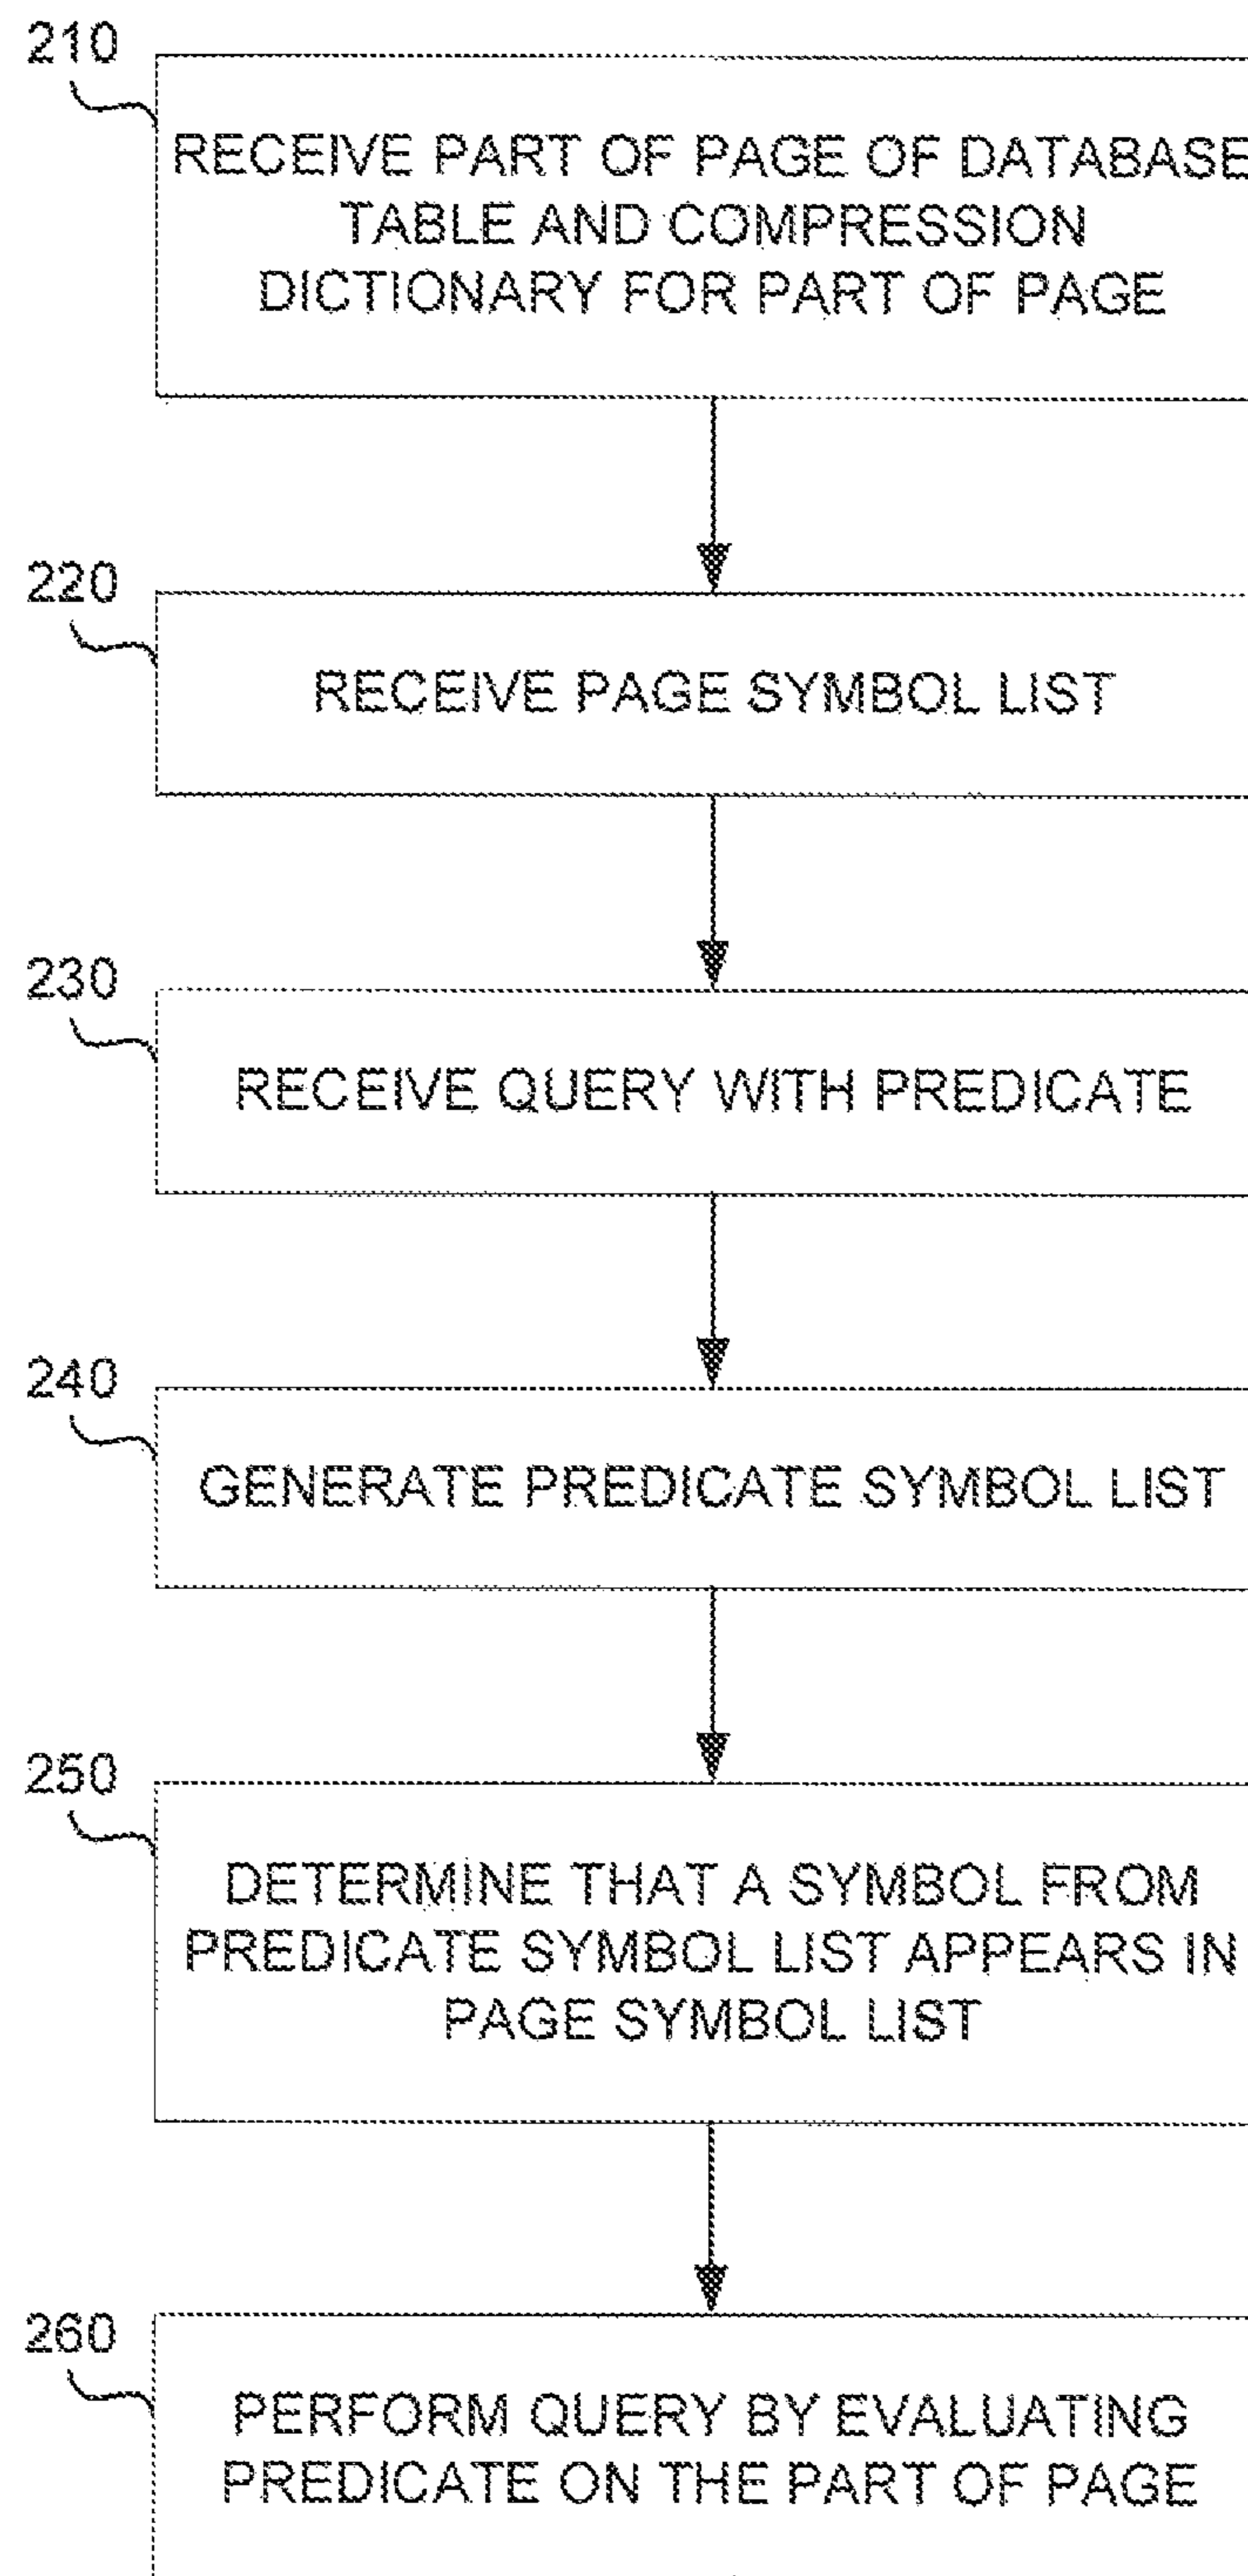 210
RECEIVE PART OF PAGE OF DATABASE
TABLE AND COMPRESSION
DICTIONARY FOR PART OF PAGE
220
RECEIVE PAGE SYMBOL LIST
230
RECEIVE QUERY WITH PREDICATE
240
GENERATE PREDICATE SYMBOL LIST
250
DETERMINE THAT A SYMBOL FROM
PREDICATE SYMBOL LIST APPEARS IN
PAGE SYMBOL LIST
260
PERFORM QUERY BY EVALUATING
PREDICATE ON THE PART OF PAGE